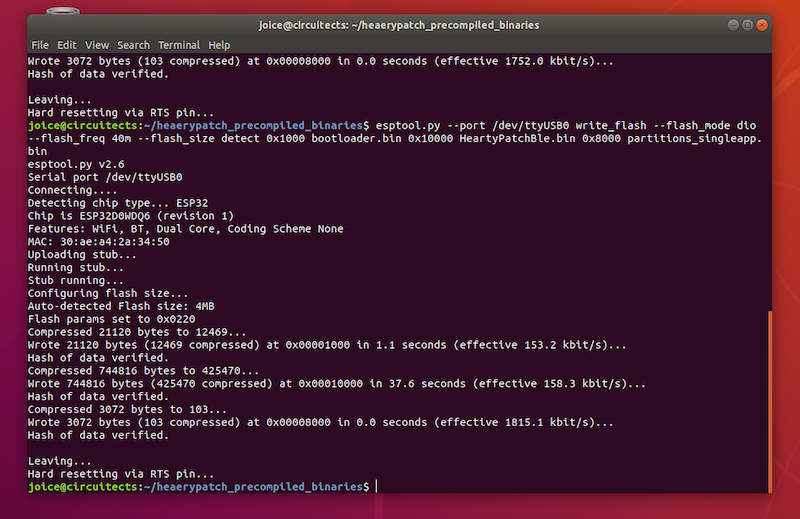 joice@circuitects: ~/heaerypatch_precompiled_binaries
File Edit View Search Terminal Help
Wrote 3072 bytes (103 compressed) at 0x00008000 in 0.0 seconds (effective 1752.0 kbit/s)...
Hash of data verified.

Leaving...
Hard resetting via RTS pin...
joice@circuitects:~/heaerypatch_precompiled_binaries$ esptool.py --port /dev/ttyUSB0 write_flash --flash_mode dio
--flash_freq 40m --flash_size detect 0x1000 bootloader.bin 0x10000 HeartyPatchBle.bin 0x8000 partitions_singleapp.
bin
esptool.py v2.6
Serial port /dev/ttyUSB0
Connecting....
Detecting chip type... ESP32
Chip is ESP32D0WDQ6 (revision 1)
Features: WiFi, BT, Dual Core, Coding Scheme None
MAC: 30:ae:a4:2a:34:50
Uploading stub...
Running stub...
Stub running...
Configuring flash size...
Auto-detected Flash size: 4MB
Flash params set to 0x0220
Compressed 21120 bytes to 12469...
Wrote 21120 bytes (12469 compressed) at 0x00001000 in 1.1 seconds (effective 153.2 kbit/s)...
Hash of data verified.
Compressed 744816 bytes to 425470...
Wrote 744816 bytes (425470 compressed) at 0x00010000 in 37.6 seconds (effective 158.3 kbit/s)...
Hash of data verified.
Compressed 3072 bytes to 103...
Wrote 3072 bytes (103 compressed) at 0x00008000 in 0.0 seconds (effective 1815.1 kbit/s)...
Hash of data verified.

Leaving...
Hard resetting via RTS pin...
joice@circuitects:~/heaerypatch_precompiled_binaries$